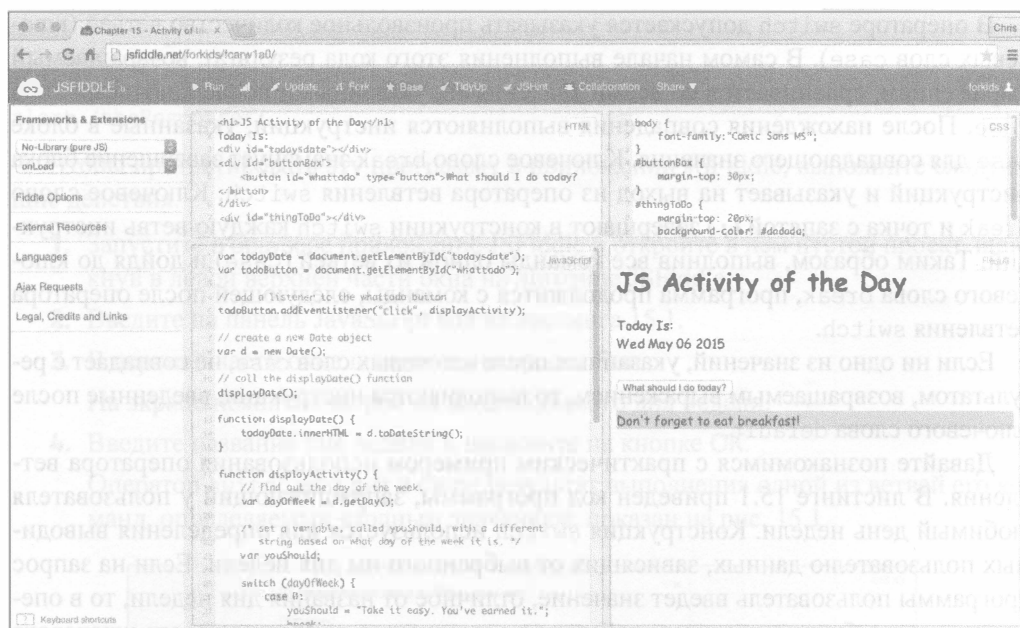 Chapter 15 - Activity of
Chris
jsfiddle.net/forkids/fcarw1a0/
JSFIDDLE
Run Update Fork Base TidyUp JSHint Collaboration Share forkids
Frameworks & Extensions
No-Library (pure JS)
onLoad
Fiddle Options
External Resources
Languages
Ajax Requests
Legal, Credits and Links
Keyboard shortcuts
HTML
<h1>JS Activity of the Day</h1>
Today Is:
<div id="todaysdate"></div>
<div id="buttonBox">
<button id="whattodo" type="button">What should I do today?
</button>
</div>
<div id="thingToDo"></div>
CSS
body {
font-family:"Comic Sans MS";
}
#buttonBox {
margin-top: 30px;
}
#thingToDo {
margin-top: 20px;
background-color: #dadada;
JavaScript
var todayDate = document.getElementById("todaysdate");
var todoButton = document.getElementById("whattodo");
// add a listener to the whattodo button
todoButton.addEventListener("click", displayActivity);
// create a new Date object
var d = new Date();
// call the displayDate() function
displayDate();
function displayDate() {
todayDate.innerHTML = d.toDateString();
}
function displayActivity() {
// find out the day of the week
var dayOfWeek = d.getDay();
/* set a variable, called youShould, with a different
string based on what day of the week it is. */
var youShould;
switch (dayOfWeek) {
case 0:
youShould = "Take it easy. You've earned it.";
break;
JS Activity of the Day
Today Is:
Wed May 06 2015
What should I do today?
Don't forget to eat breakfast!